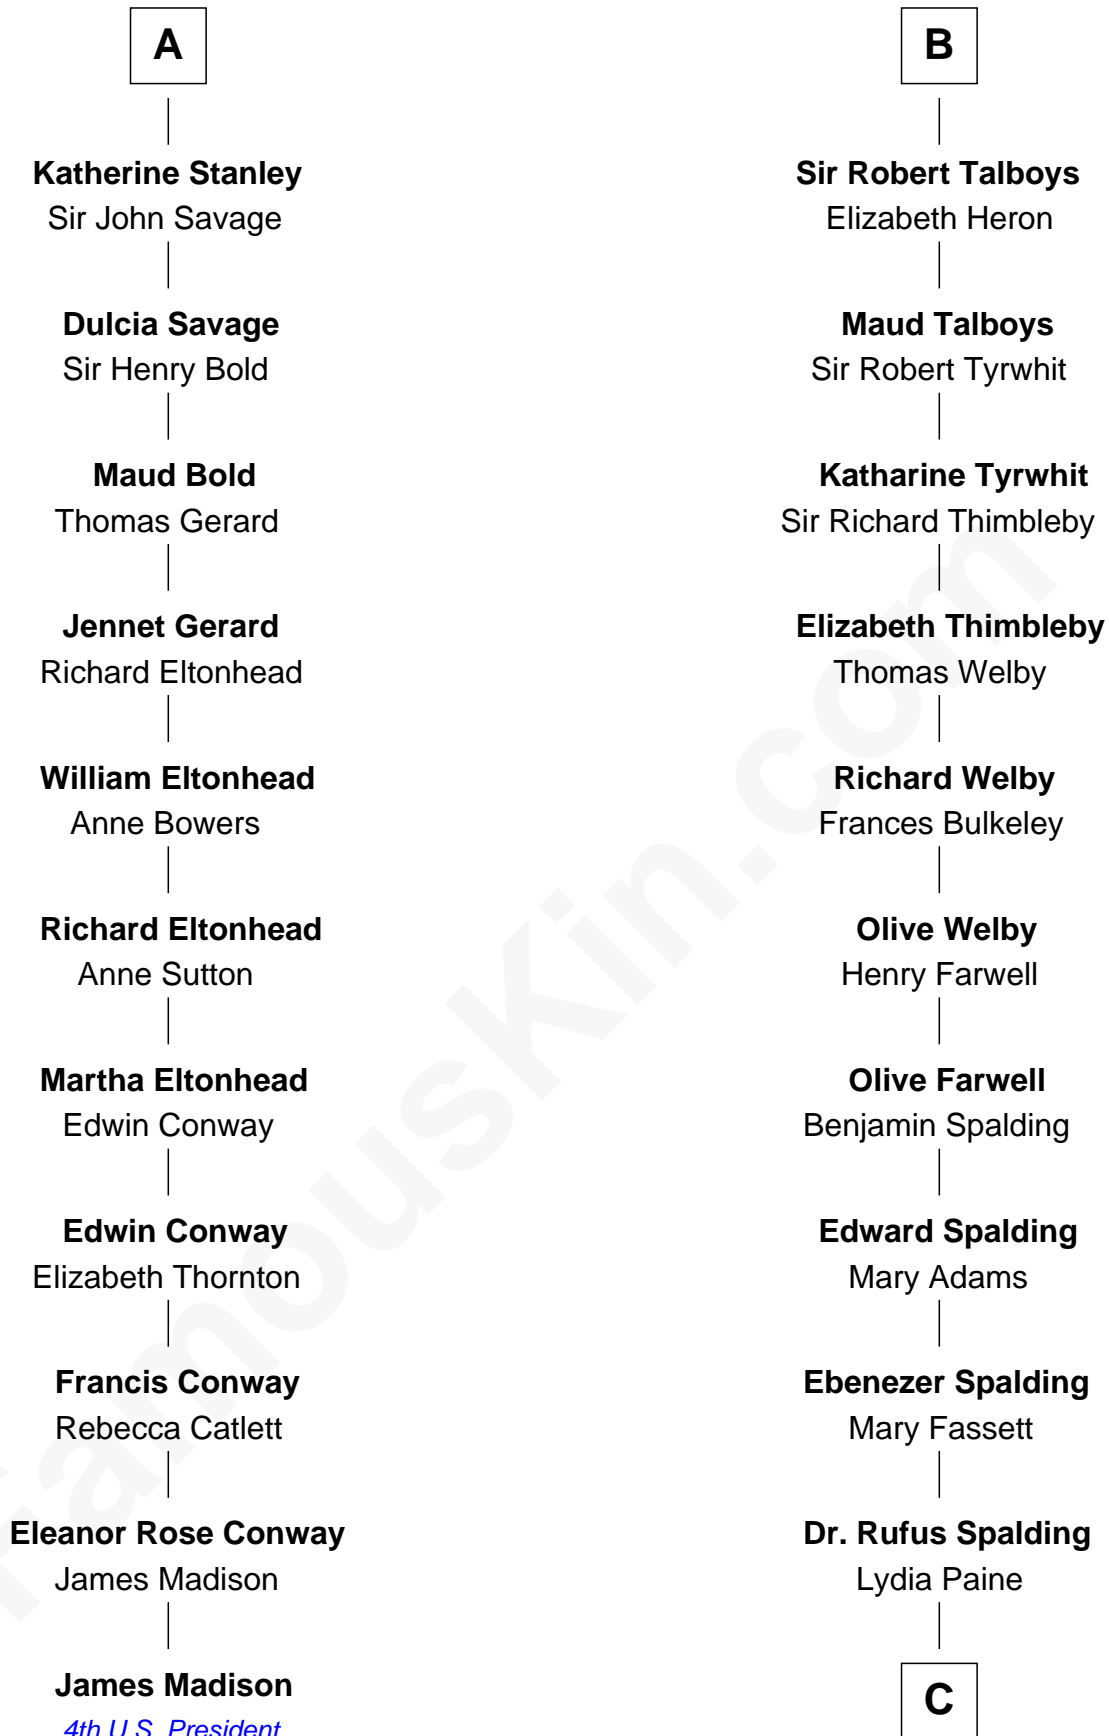 A
Katherine Stanley
Sir John Savage
Dulcia Savage
Sir Henry Bold
Maud Bold
Thomas Gerard
Jennet Gerard
Richard Eltonhead
William Eltonhead
Anne Bowers
Richard Eltonhead
Anne Sutton
Martha Eltonhead
Edwin Conway
Edwin Conway
Elizabeth Thornton
Francis Conway
Rebecca Catlett
Eleanor Rose Conway
James Madison
James Madison
4th U.S. President
B
Sir Robert Talboys
Elizabeth Heron
Maud Talboys
Sir Robert Tyrwhit
Katharine Tyrwhit
Sir Richard Thimbleby
Elizabeth Thimbleby
Thomas Welby
Richard Welby
Frances Bulkeley
Olive Welby
Henry Farwell
Olive Farwell
Benjamin Spalding
Edward Spalding
Mary Adams
Ebenezer Spalding
Mary Fassett
Dr. Rufus Spalding
Lydia Paine
C
FamousKin.com